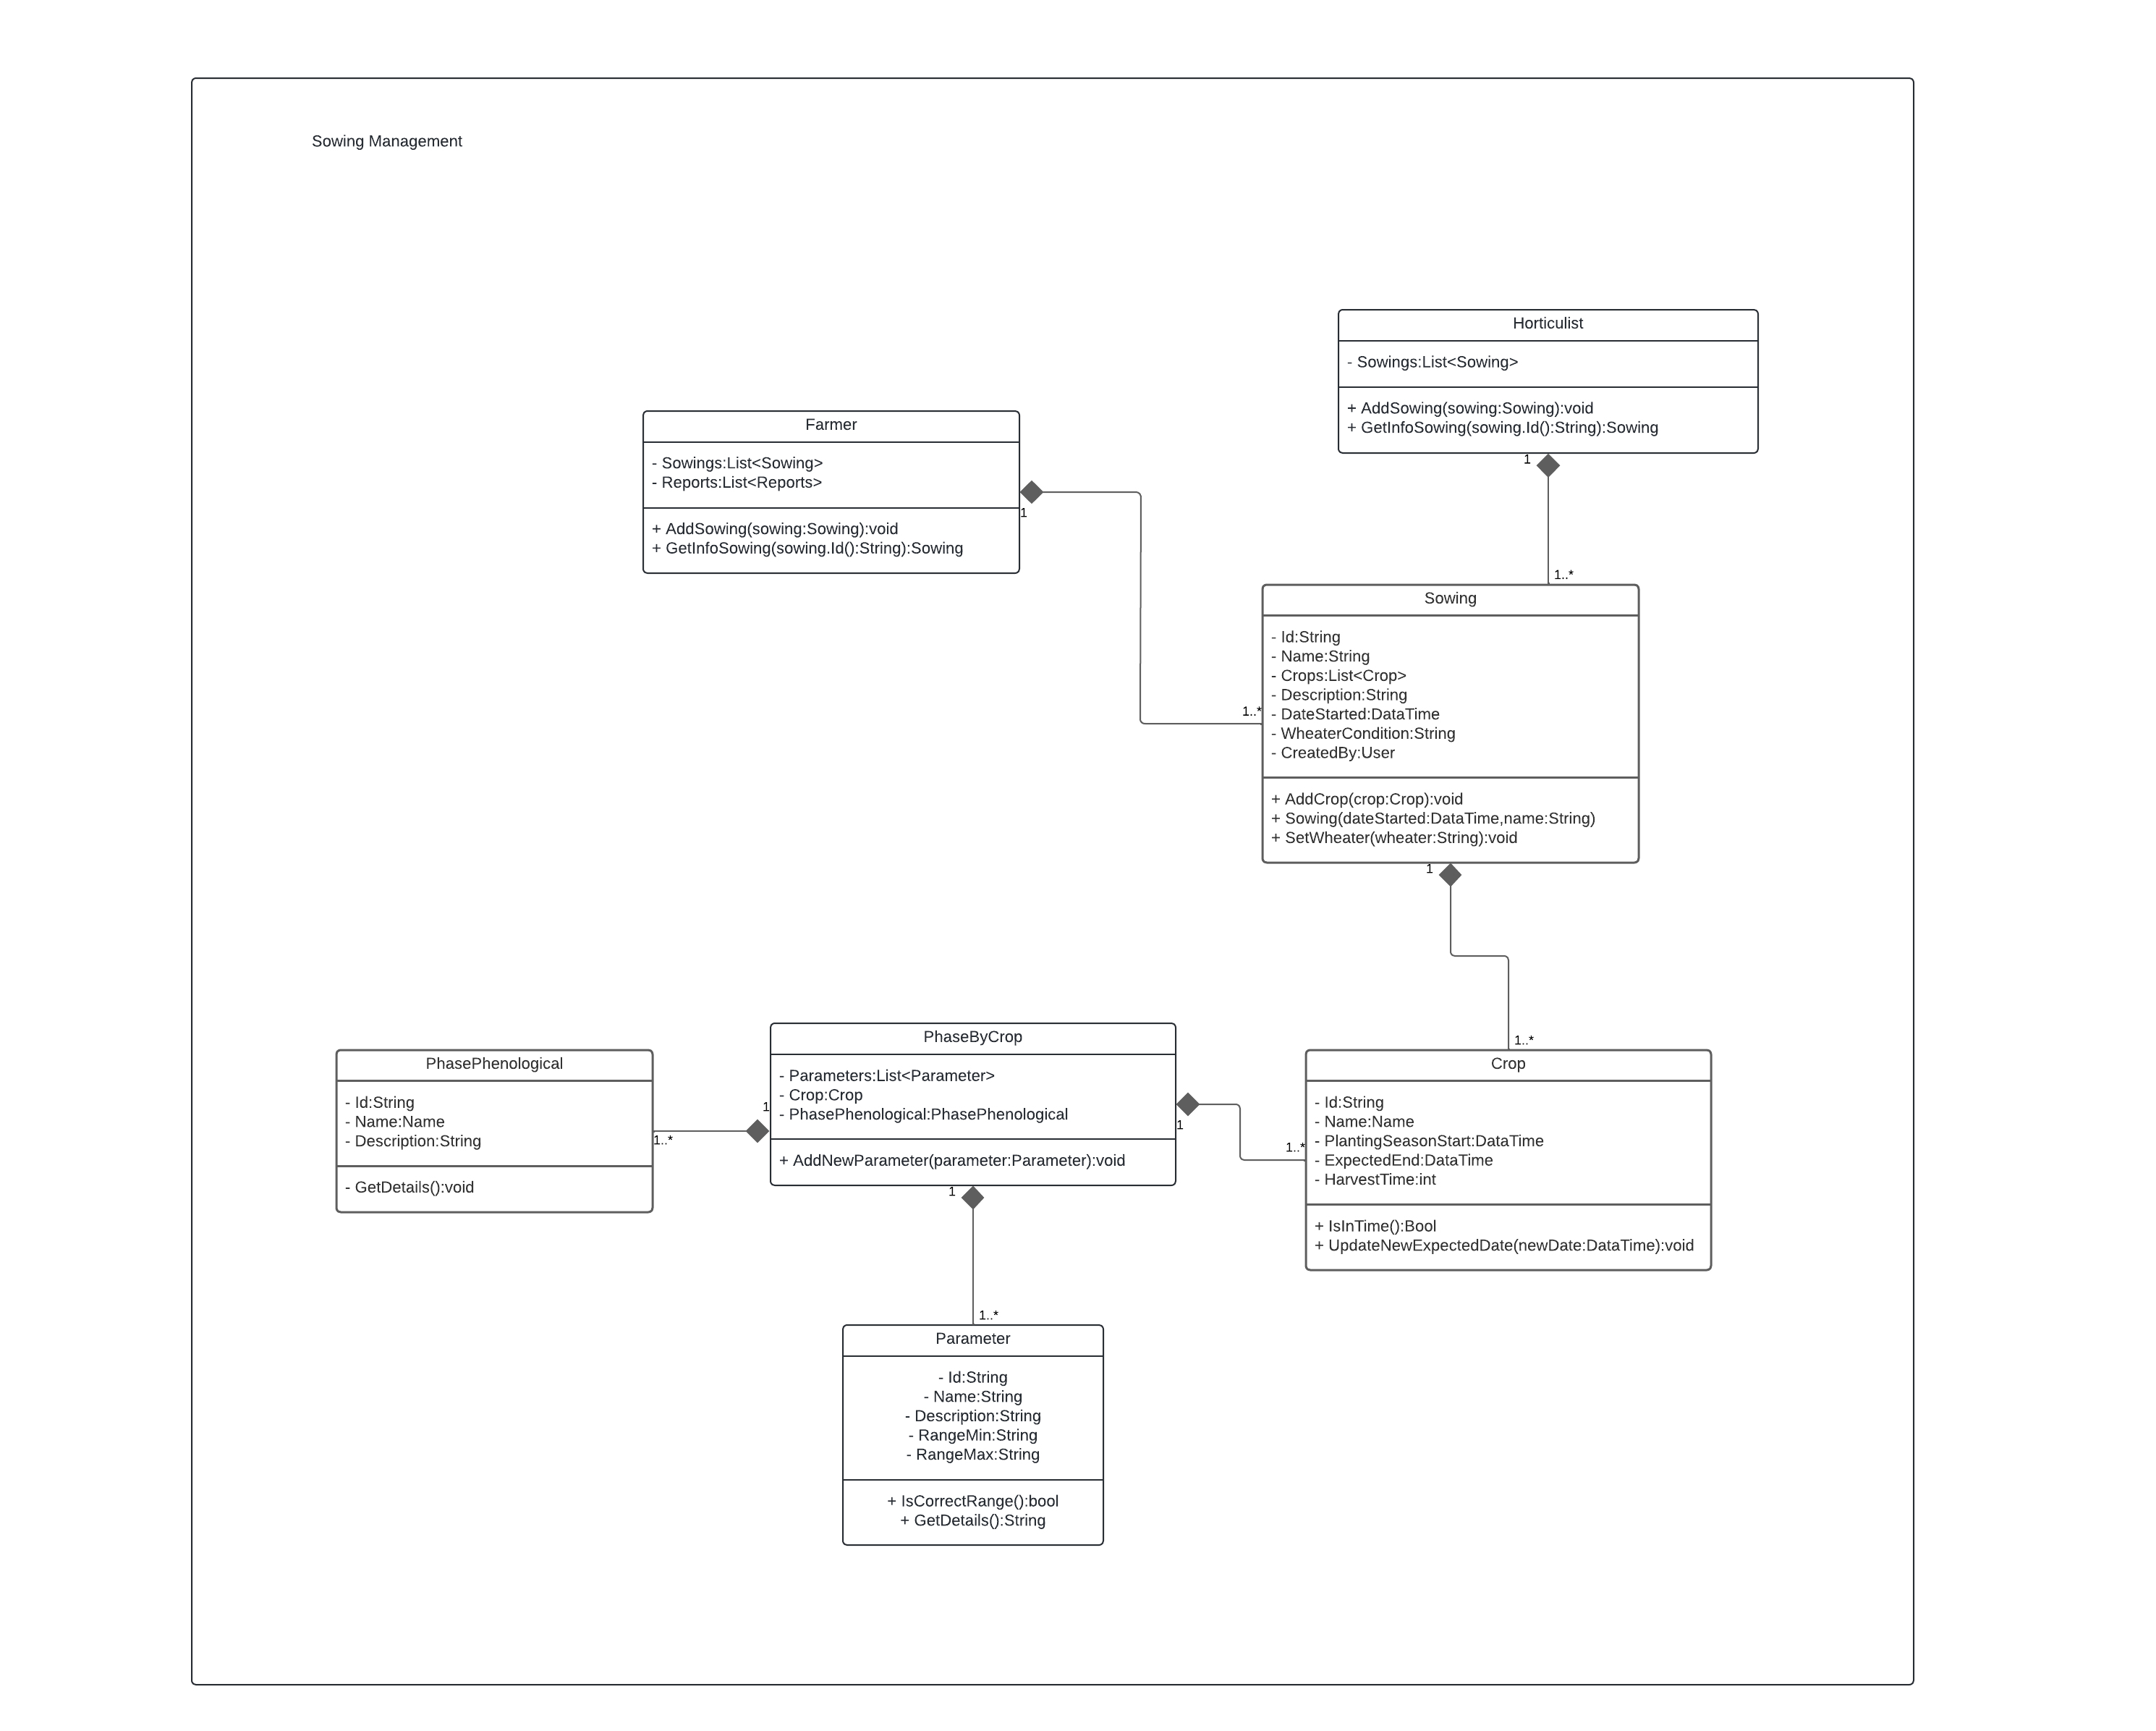 Sowing Management
Horticulist
- Sowings:List<Sowing>
+ AddSowing(sowing:Sowing):void
+ GetInfoSowing(sowing.Id():String):Sowing
1
1..*
Farmer
- Sowings:List<Sowing>
- Reports:List<Reports>
+ AddSowing(sowing:Sowing):void
+ GetInfoSowing(sowing.Id():String):Sowing
1
1..*
Sowing
- Id:String
- Name:String
- Crops:List<Crop>
- Description:String
- DateStarted:DataTime
- WheaterCondition:String
- CreatedBy:User
+ AddCrop(crop:Crop):void
+ Sowing(dateStarted:DataTime,name:String)
+ SetWheater(wheater:String):void
1
1..*
PhasePhenological
- Id:String
- Name:Name
- Description:String
- GetDetails():void
1..*
1
PhaseByCrop
- Parameters:List<Parameter>
- Crop:Crop
- PhasePhenological:PhasePhenological
+ AddNewParameter(parameter:Parameter):void
1
1..*
Crop
- Id:String
- Name:Name
- PlantingSeasonStart:DataTime
- ExpectedEnd:DataTime
- HarvestTime:int
+ IsInTime():Bool
+ UpdateNewExpectedDate(newDate:DataTime):void
1
1..*
Parameter
- Id:String
- Name:String
- Description:String
- RangeMin:String
- RangeMax:String
+ IsCorrectRange():bool
+ GetDetails():String